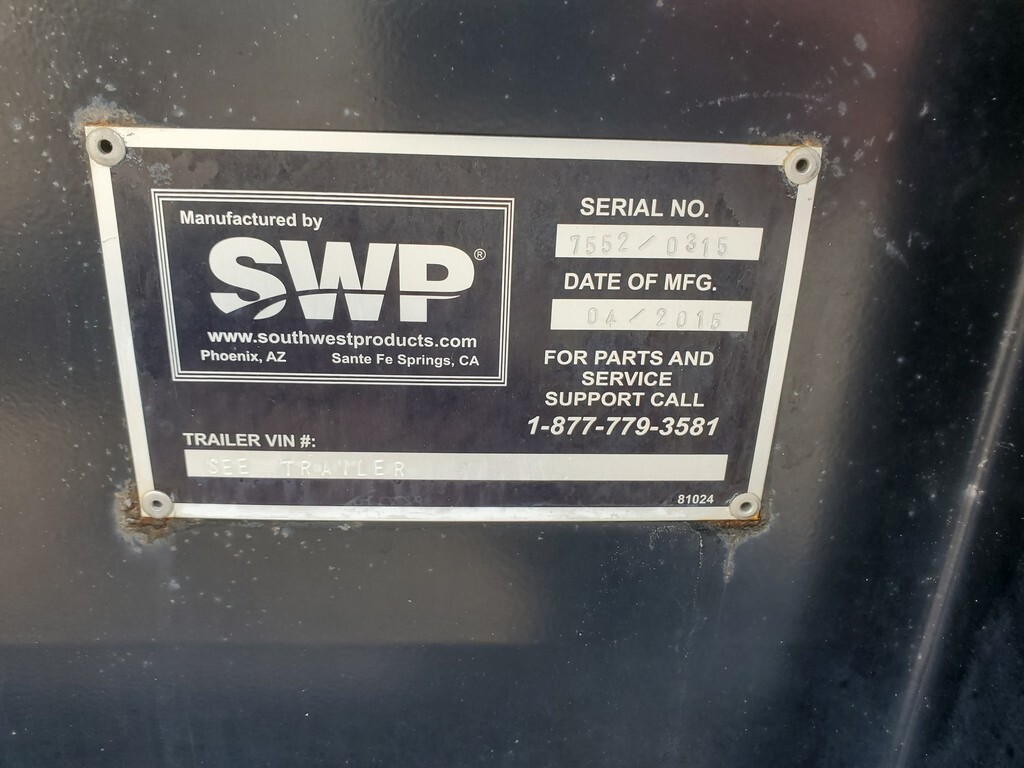 Manufactured by
SWP®
www.southwestproducts.com
Phoenix, AZ Santa Fe Springs, CA
SERIAL NO.
7552/0315
DATE OF MFG.
04/2015
FOR PARTS AND
SERVICE
SUPPORT CALL
1-877-779-3581
TRAILER VIN #:
SEE TRAILER
81024